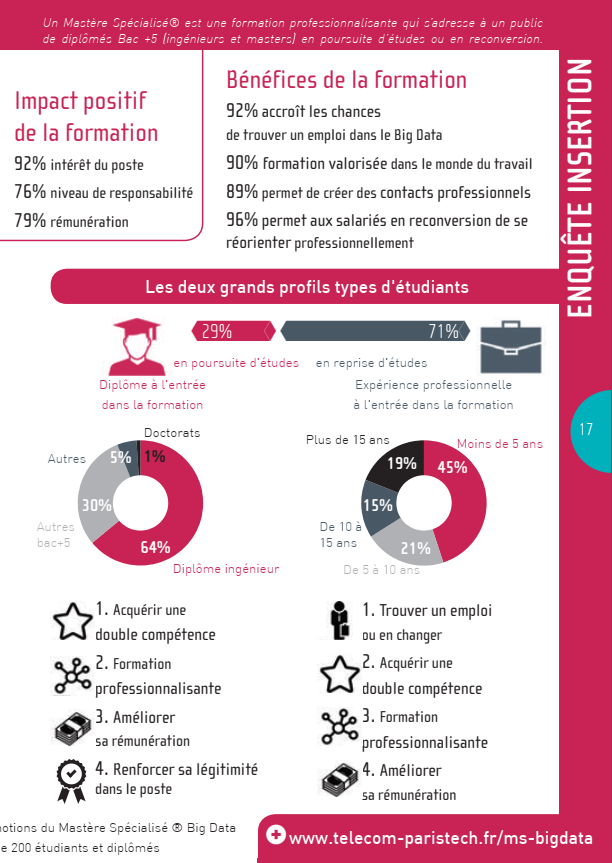 Un Mastère Spécialisé® est une formation professionnalisante qui s'adresse à un public
de diplômés Bac +5 (ingénieurs et masters) en poursuite d'études ou en reconversion.
ENQUÊTE INSERTION
Impact positif
de la formation
92% intérêt du poste
76% niveau de responsabilité
79% rémunération
Bénéfices de la formation
92% accroît les chances
de trouver un emploi dans le Big Data
90% formation valorisée dans le monde du travail
89% permet de créer des contacts professionnels
96% permet aux salariés en reconversion de se
réorienter professionnellement
Les deux grands profils types d'étudiants
29%
71%
en poursuite d'études
en reprise d'études
Diplôme à l'entrée
dans la formation
Expérience professionnelle
à l'entrée dans la formation
17
Doctorats
Autres
5%
1%
30%
Autres
bac+5
64%
Diplôme ingénieur
Plus de 15 ans
Moins de 5 ans
19%
45%
15%
De 10 à
15 ans
21%
De 5 à 10 ans
1. Acquérir une
double compétence
2. Formation
professionnalisante
3. Améliorer
sa rémunération
4. Renforcer sa légitimité
dans le poste
1. Trouver un emploi
ou en changer
2. Acquérir une
double compétence
3. Formation
professionnalisante
4. Améliorer
sa rémunération
du Mastère Spécialisé ® Big Data
200 étudiants et diplômés
www.telecom-paristech.fr/ms-bigdata